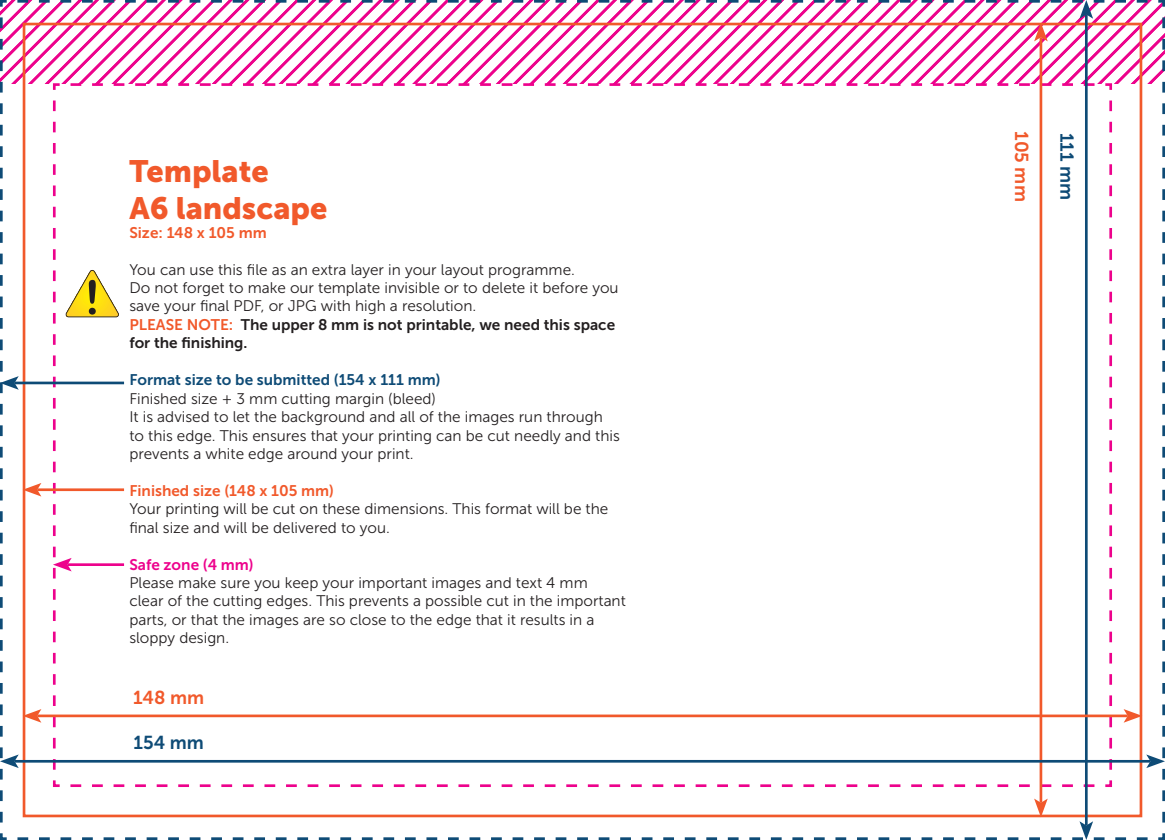 105 mm
111 mm
Template
A6 landscape
Size: 148 x 105 mm
You can use this file as an extra layer in your layout programme.
Do not forget to make our template invisible or to delete it before you
save your final PDF, or JPG with high a resolution.
PLEASE NOTE: The upper 8 mm is not printable, we need this space
for the finishing.
Format size to be submitted (154 x 111 mm)
Finished size + 3 mm cutting margin (bleed)
It is advised to let the background and all of the images run through
to this edge. This ensures that your printing can be cut needly and this
prevents a white edge around your print.
Finished size (148 x 105 mm)
Your printing will be cut on these dimensions. This format will be the
final size and will be delivered to you.
Safe zone (4 mm)
Please make sure you keep your important images and text 4 mm
clear of the cutting edges. This prevents a possible cut in the important
parts, or that the images are so close to the edge that it results in a
sloppy design.
148 mm
154 mm